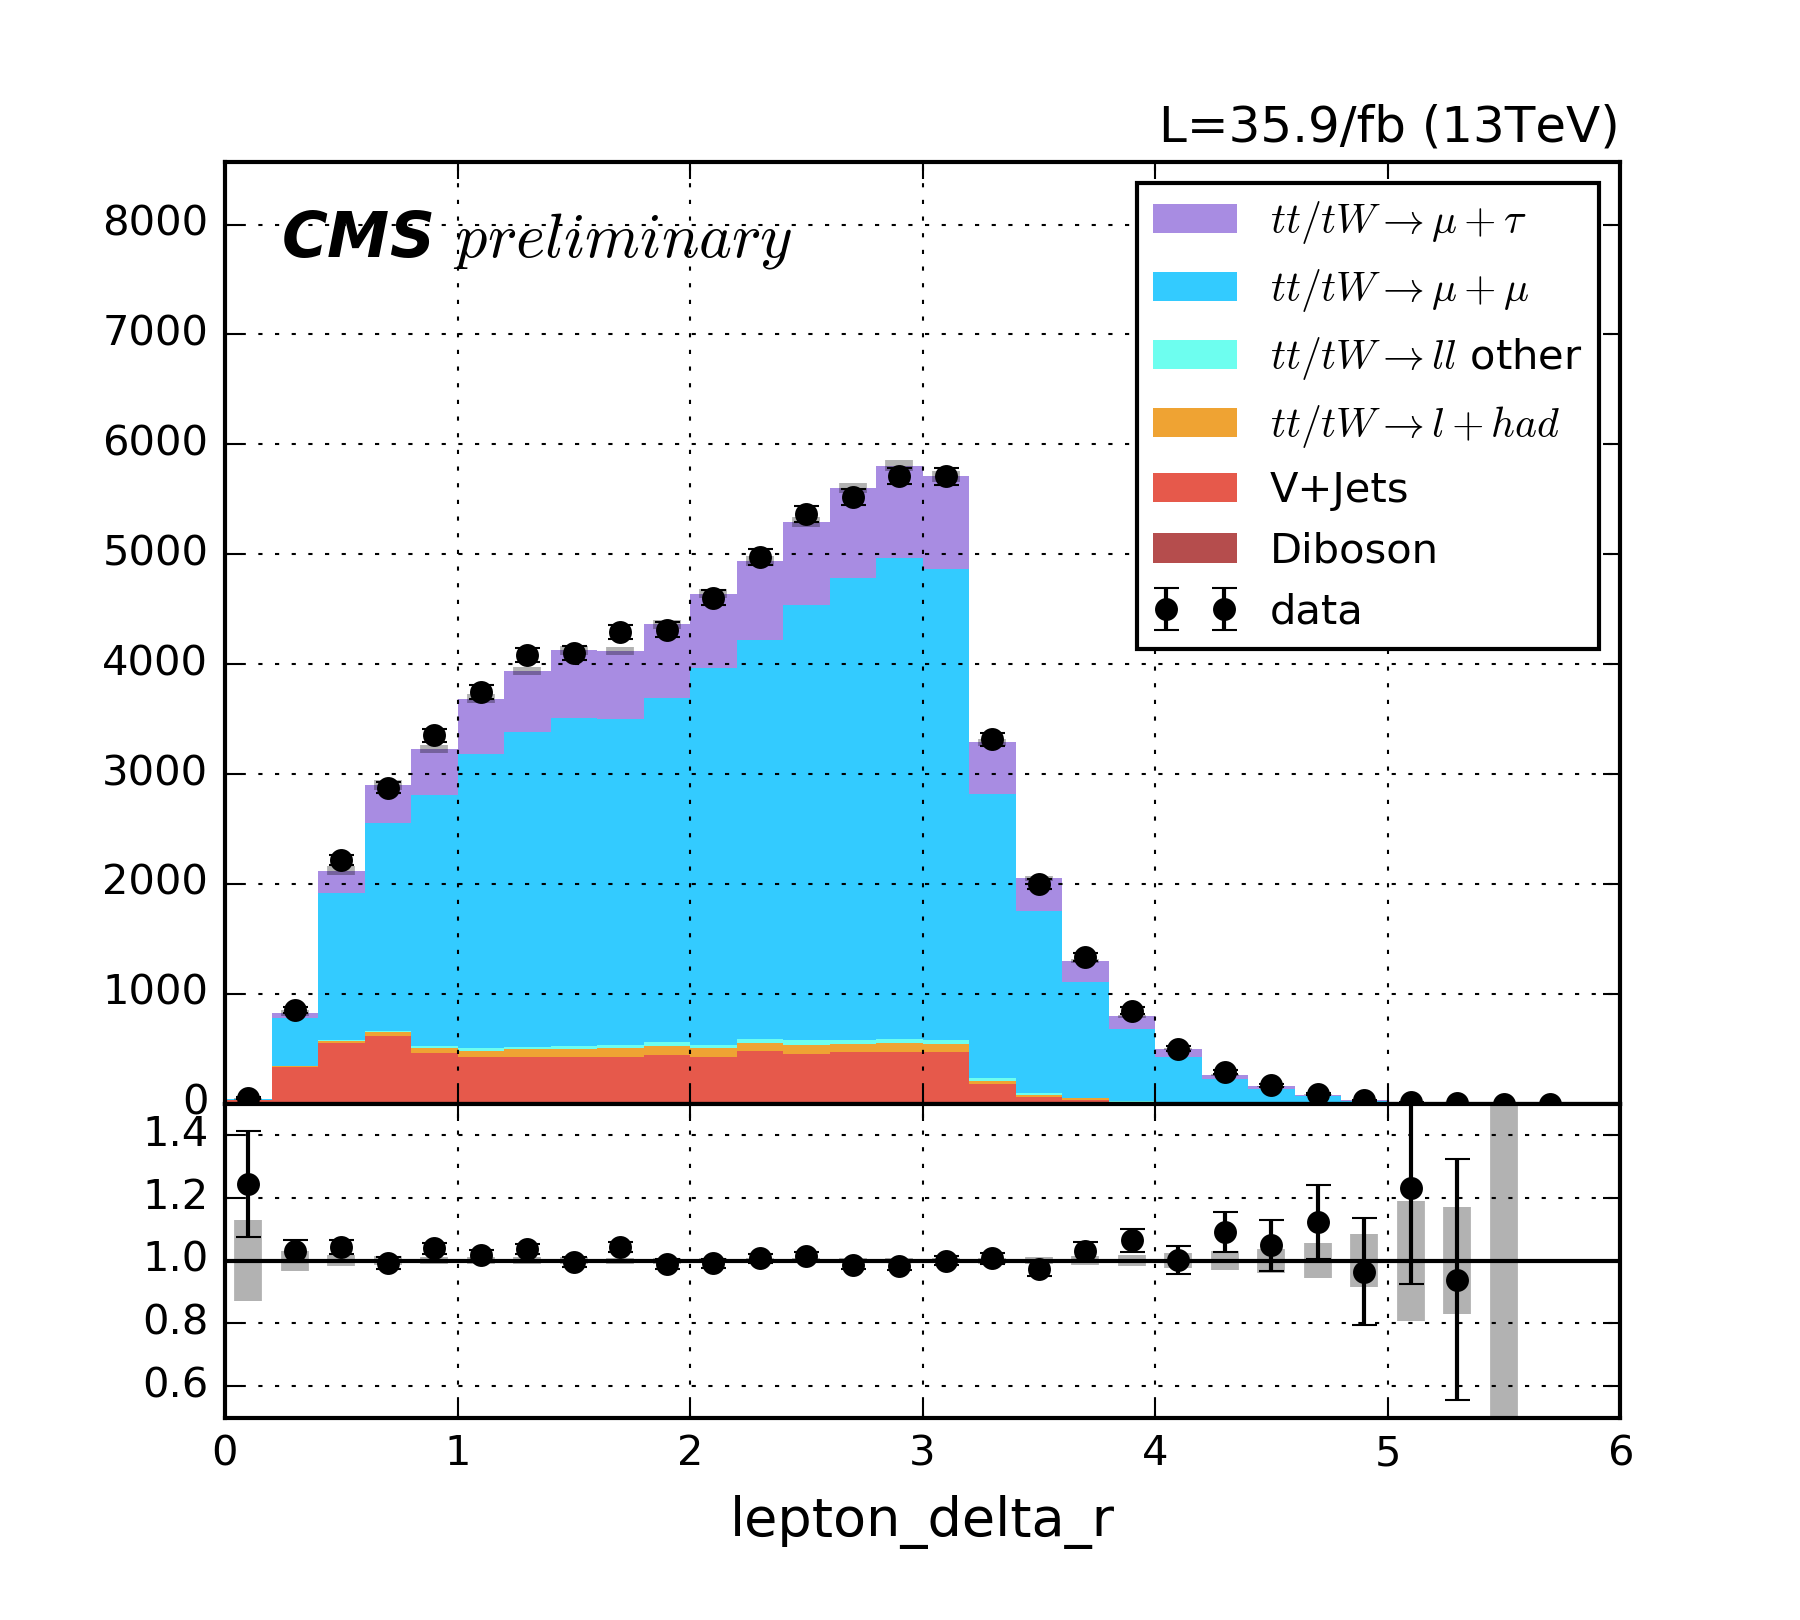 L=35.9/fb (13TeV)
CMS preliminary
8000
7000
6000
5000
4000
3000
2000
1000
0
tt/tW → μ + τ
tt/tW → μ + μ
tt/tW → ll other
tt/tW → l + had
V+Jets
Diboson
data
1.4
1.2
1.0
0.8
0.6
0 1 2 3 4 5 6
lepton_delta_r